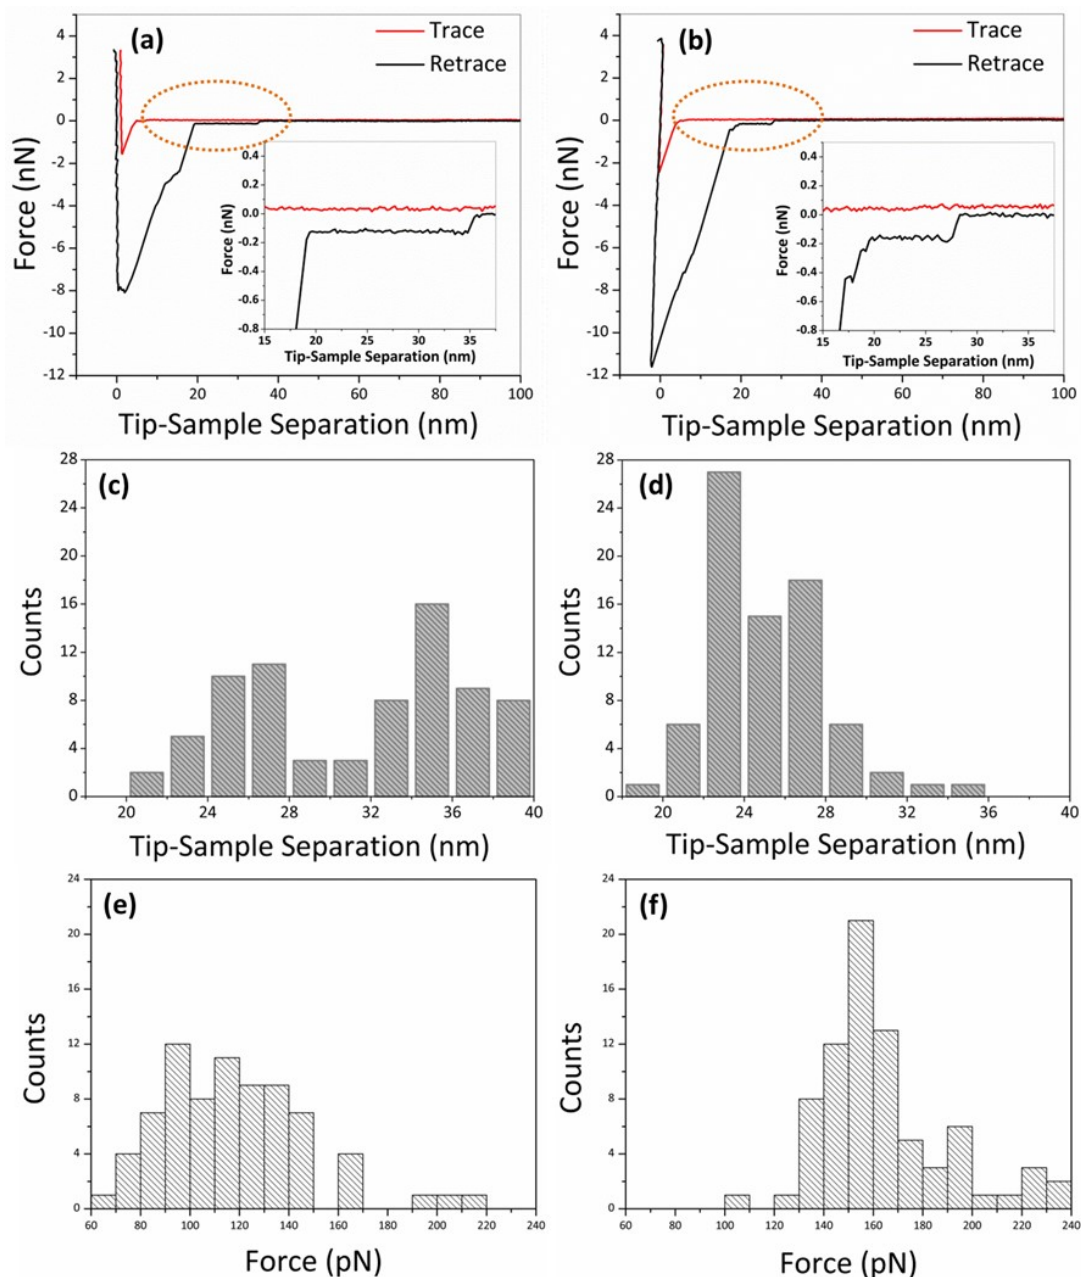 (a)
Trace
Retrace
4
2
0
-2
-4
-6
-8
-10
-12
Force (nN)
0.4
0.2
0.0
-0.2
-0.4
-0.6
-0.8
Force (nN)
15 20 25 30 35
Tip-Sample Separation (nm)
0 20 40 60 80 100
Tip-Sample Separation (nm)
(b)
Trace
Retrace
4
2
0
-2
-4
-6
-8
-10
-12
Force (nN)
0.4
0.2
0.0
-0.2
-0.4
-0.6
-0.8
Force (nN)
15 20 25 30 35
Tip-Sample Separation (nm)
0 20 40 60 80 100
Tip-Sample Separation (nm)
(c)
28
24
20
16
12
8
4
0
Counts
20 24 28 32 36 40
Tip-Sample Separation (nm)
(d)
28
24
20
16
12
8
4
0
Counts
20 24 28 32 36 40
Tip-Sample Separation (nm)
(e)
24
20
16
12
8
4
0
Counts
60 80 100 120 140 160 180 200 220 240
Force (pN)
(f)
24
20
16
12
8
4
0
Counts
60 80 100 120 140 160 180 200 220 240
Force (pN)